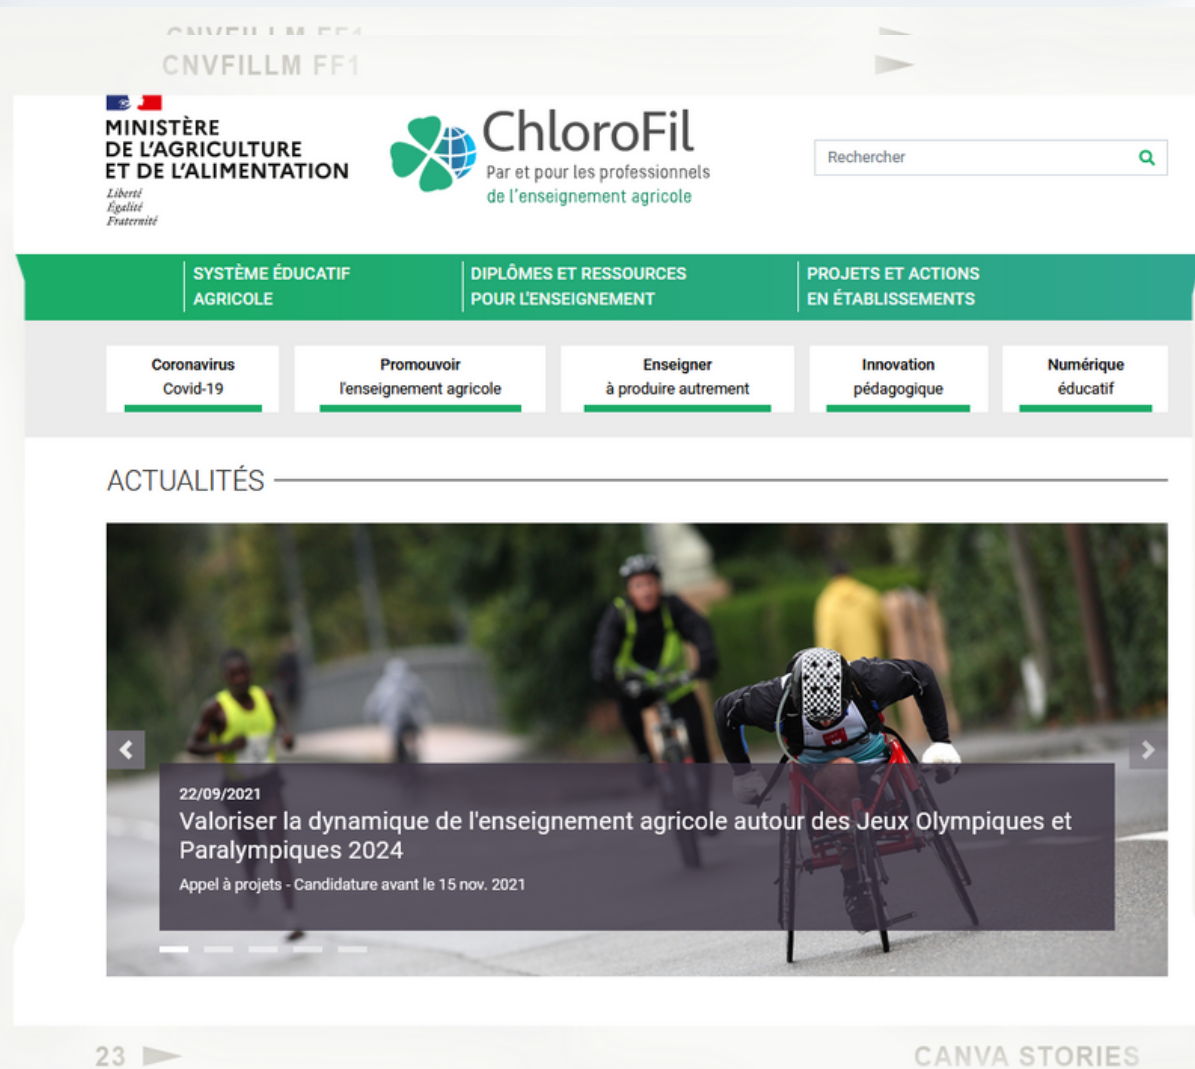 CNVFILLM FF1
CNVFILLM FF1
MINISTÈRE
DE L'AGRICULTURE
ET DE L'ALIMENTATION
Liberté
Égalité
Fraternité
ChloroFil
Par et pour les professionnels
de l'enseignement agricole
Rechercher
SYSTÈME ÉDUCATIF
AGRICOLE
DIPLÔMES ET RESSOURCES
POUR L'ENSEIGNEMENT
PROJETS ET ACTIONS
EN ÉTABLISSEMENTS
Coronavirus
Covid-19
Promouvoir
l'enseignement agricole
Enseigner
à produire autrement
Innovation
pédagogique
Numérique
éducatif
ACTUALITÉS
22/09/2021
Valoriser la dynamique de l'enseignement agricole autour des Jeux Olympiques et
Paralympiques 2024
Appel à projets - Candidature avant le 15 nov. 2021
23
CANVA STORIES